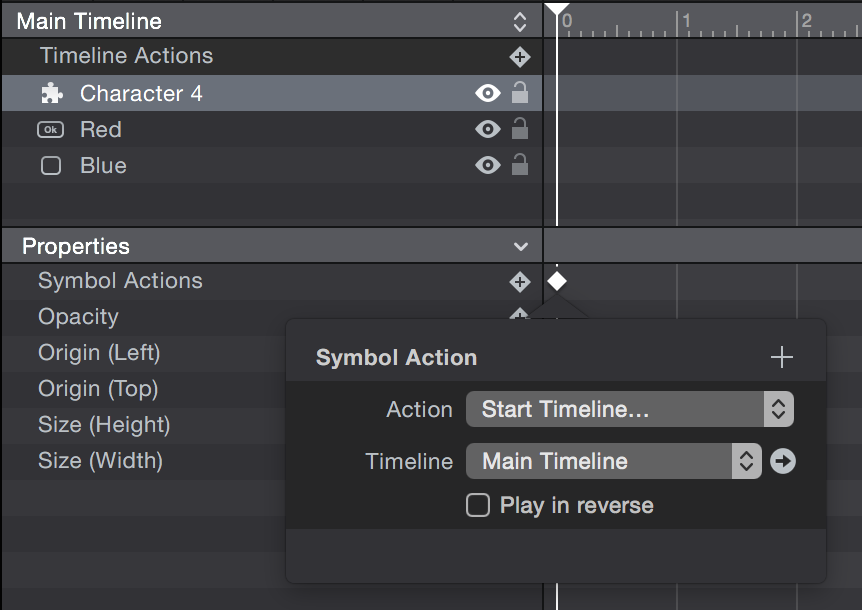 Main Timeline
0 1 2
Timeline Actions
Character 4
Ok Red
Blue
Properties
Symbol Actions
Opacity
Origin (Left)
Origin (Top)
Size (Height)
Size (Width)
Symbol Action
Action Start Timeline...
Timeline Main Timeline
Play in reverse